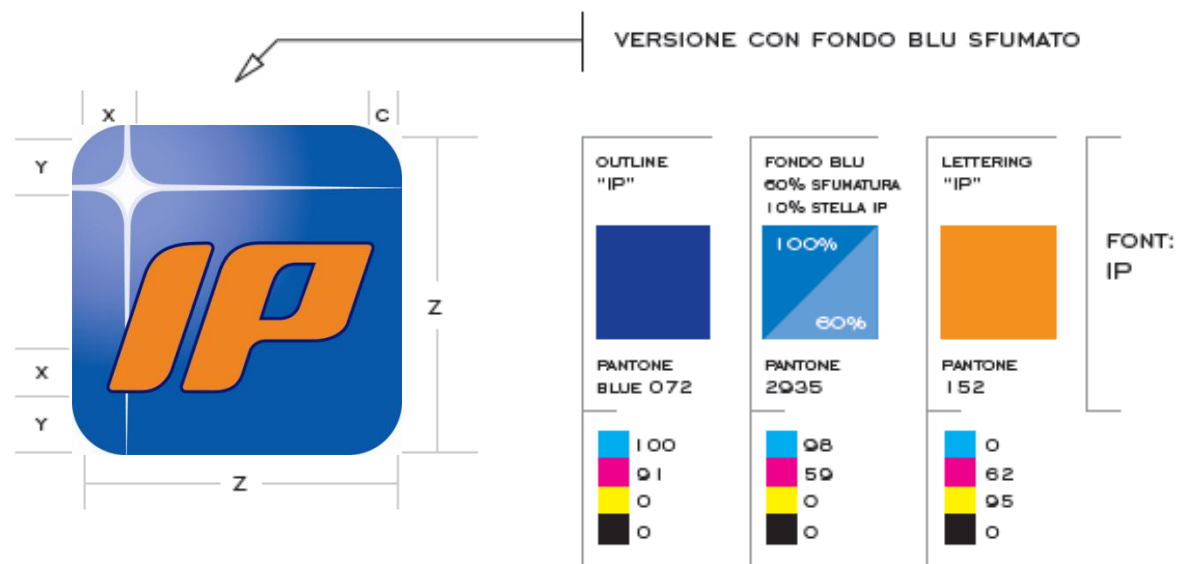 VERSIONE CON FONDO BLU SFUMATO
X
C
Y
IP
Z
X
Y
Z
OUTLINE
"IP"
PANTONE
BLUE 072
100
91
0
0
FONDO BLU
60% SFUMATURA
10% STELLA IP
100%
60%
PANTONE
2935
98
59
0
0
LETTERING
"IP"
PANTONE
152
0
62
95
0
FONT:
IP